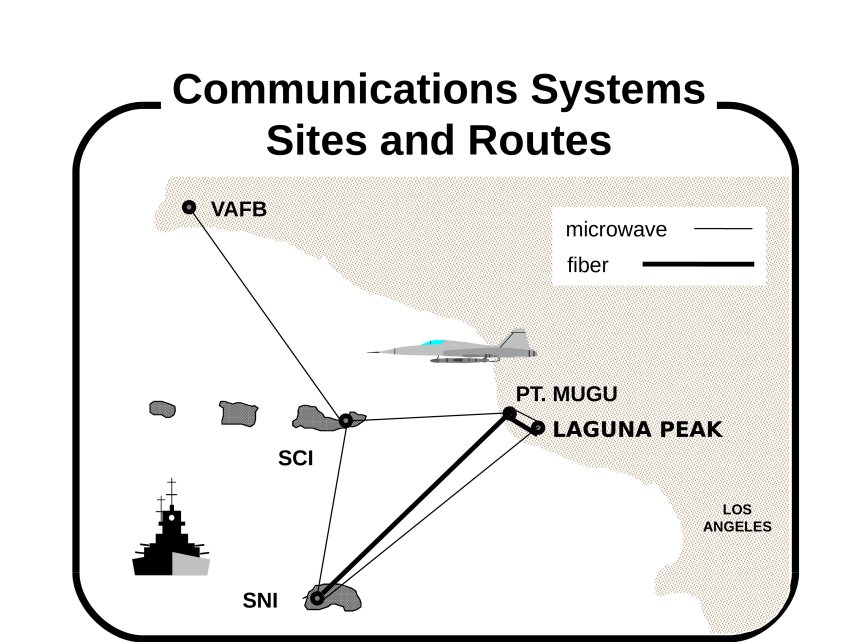 Communications Systems
Sites and Routes
VAFB
microwave
fiber
PT. MUGU
LAGUNA PEAK
SCI
LOS
ANGELES
SNI